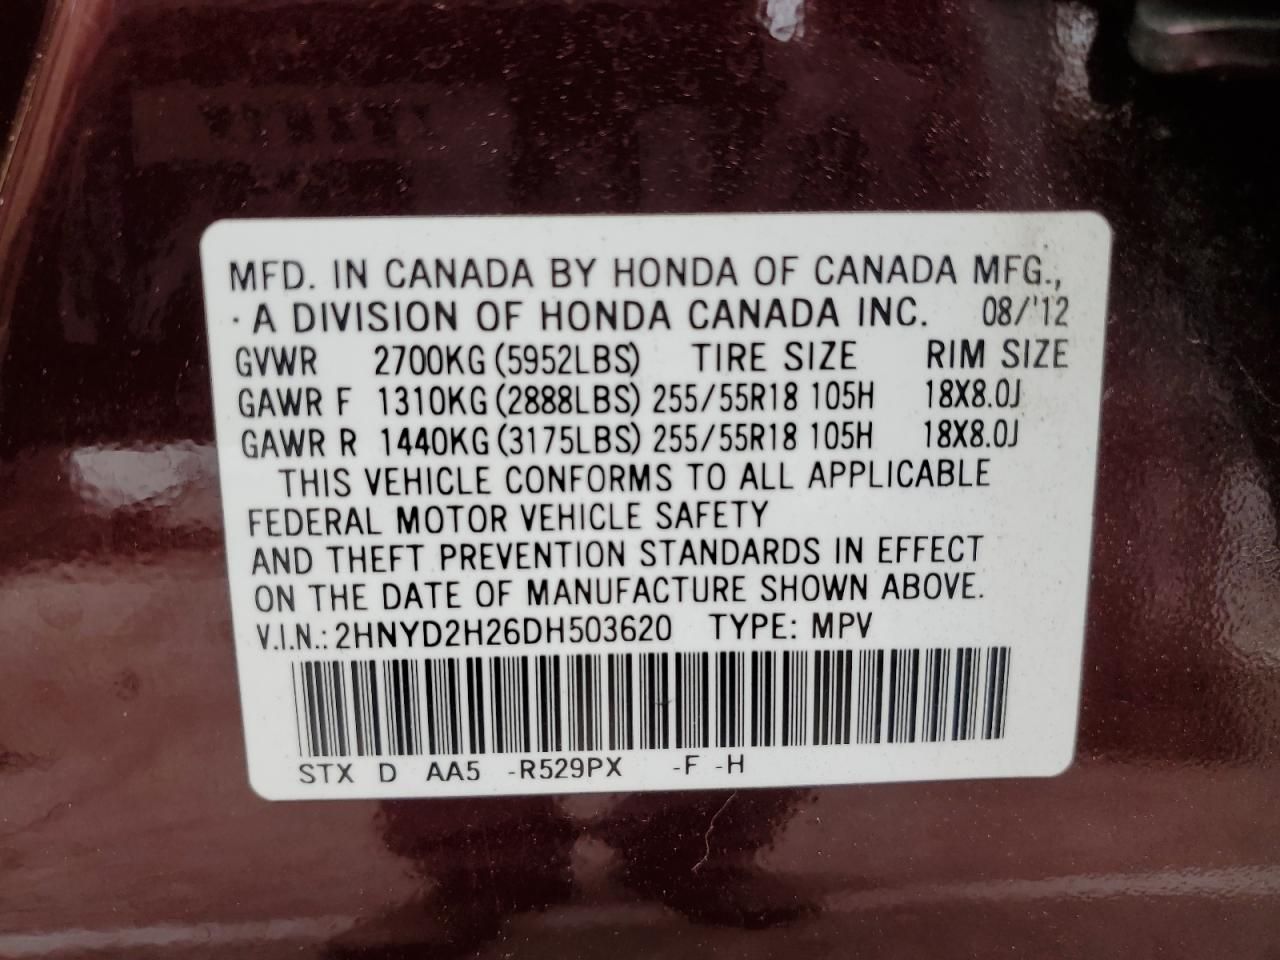 MFD. IN CANADA BY HONDA OF CANADA MFG.,
· A DIVISION OF HONDA CANADA INC. 08/'12
GVWR 2700KG (5952LBS) TIRE SIZE RIM SIZE
GAWR F 1310KG (2888LBS) 255/55R18 105H 18X8.0J
GAWR R 1440KG (3175LBS) 255/55R18 105H 18X8.0J
THIS VEHICLE CONFORMS TO ALL APPLICABLE
FEDERAL MOTOR VEHICLE SAFETY
AND THEFT PREVENTION STANDARDS IN EFFECT
ON THE DATE OF MANUFACTURE SHOWN ABOVE.
V.I.N.: 2HNYD2H26DH503620 TYPE: MPV
STX D AA5 -R529PX -F -H